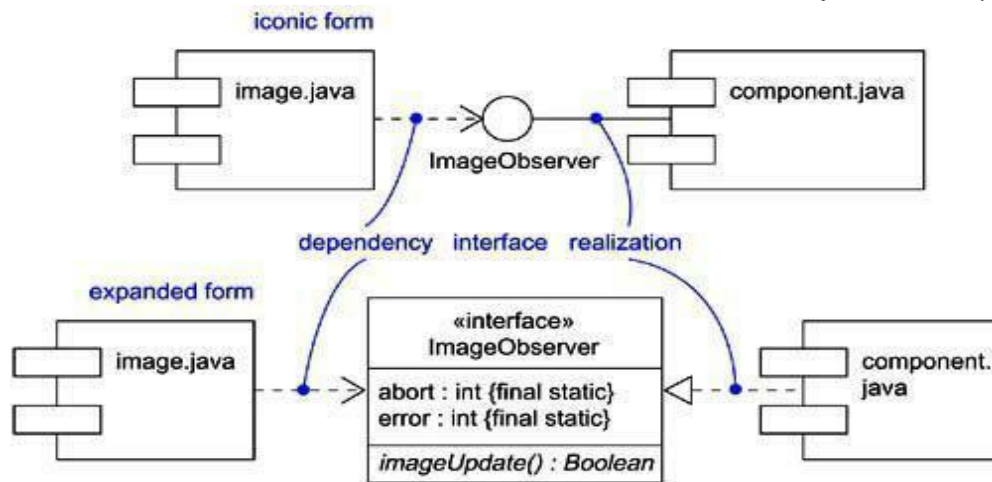 iconic form
image.java
component.java
ImageObserver
dependency interface realization
expanded form
image.java
«interface»
ImageObserver
abort : int {final static}
error : int {final static}
imageUpdate() : Boolean
component.
java